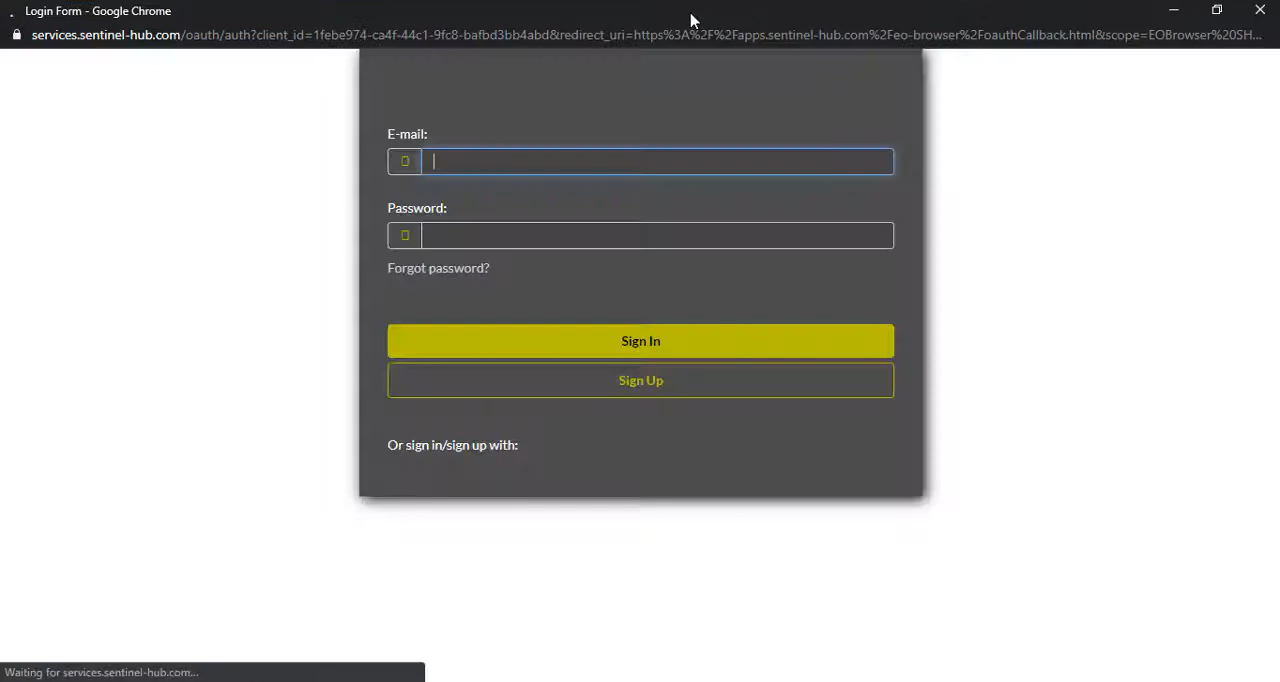 Login Form - Google Chrome
services.sentinel-hub.com/oauth/auth?client_id=1febe974-ca4f-44c1-9fc8-bafbd3bb4abd&redirect_uri=https%3A%2F%2Fapps.sentinel-hub.com%2Feo-browser%2FoauthCallback.html&scope=EOBrowser%20SH...
E-mail:
Password:
Forgot password?
Sign In
Sign Up
Or sign in/sign up with:
Waiting for services.sentinel-hub.com...